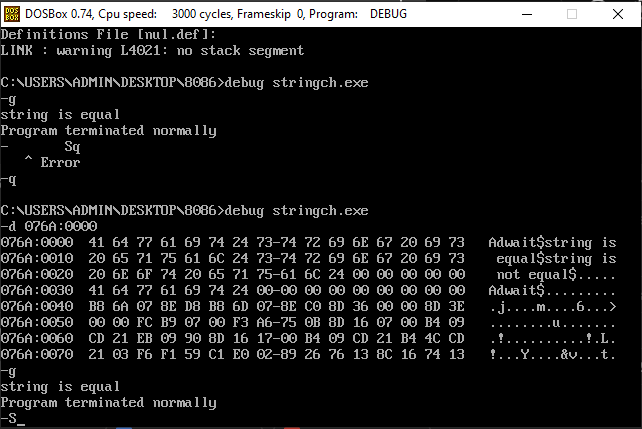 DOSBox 0.74, Cpu speed: 3000 cycles, Frameskip 0, Program: DEBUG
Definitions File [nul.def]:
LINK : warning L4021: no stack segment
C:\USERS\ADMIN\DESKTOP\8086>debug stringch.exe
-g
string is equal
Program terminated normally
-       Sq
   ^ Error
-q
C:\USERS\ADMIN\DESKTOP\8086>debug stringch.exe
-d 076A:0000
076A:0000  41 64 77 61 69 74 24 73-74 72 69 6E 67 20 69 73   Adwait$string is
076A:0010  20 65 71 75 61 6C 24 73-74 72 69 6E 67 20 69 73    equal$string is
076A:0020  20 6E 6F 74 20 65 71 75-61 6C 24 00 00 00 00 00    not equal$.....
076A:0030  41 64 77 61 69 74 24 00-00 00 00 00 00 00 00 00   Adwait$.........
076A:0040  B8 6A 07 8E D8 B8 6D 07-8E C0 8D 36 00 00 8D 3E   .j....m....6...>
076A:0050  00 00 FC B9 07 00 F3 A6-75 0B 8D 16 07 00 B4 09   ........u.......
076A:0060  CD 21 EB 09 90 8D 16 17-00 B4 09 CD 21 B4 4C CD   .!..........!.L.
076A:0070  21 03 F6 F1 59 C1 E0 02-89 26 76 13 8C 16 74 13   !...Y....&v...t.
-g
string is equal
Program terminated normally
-S_